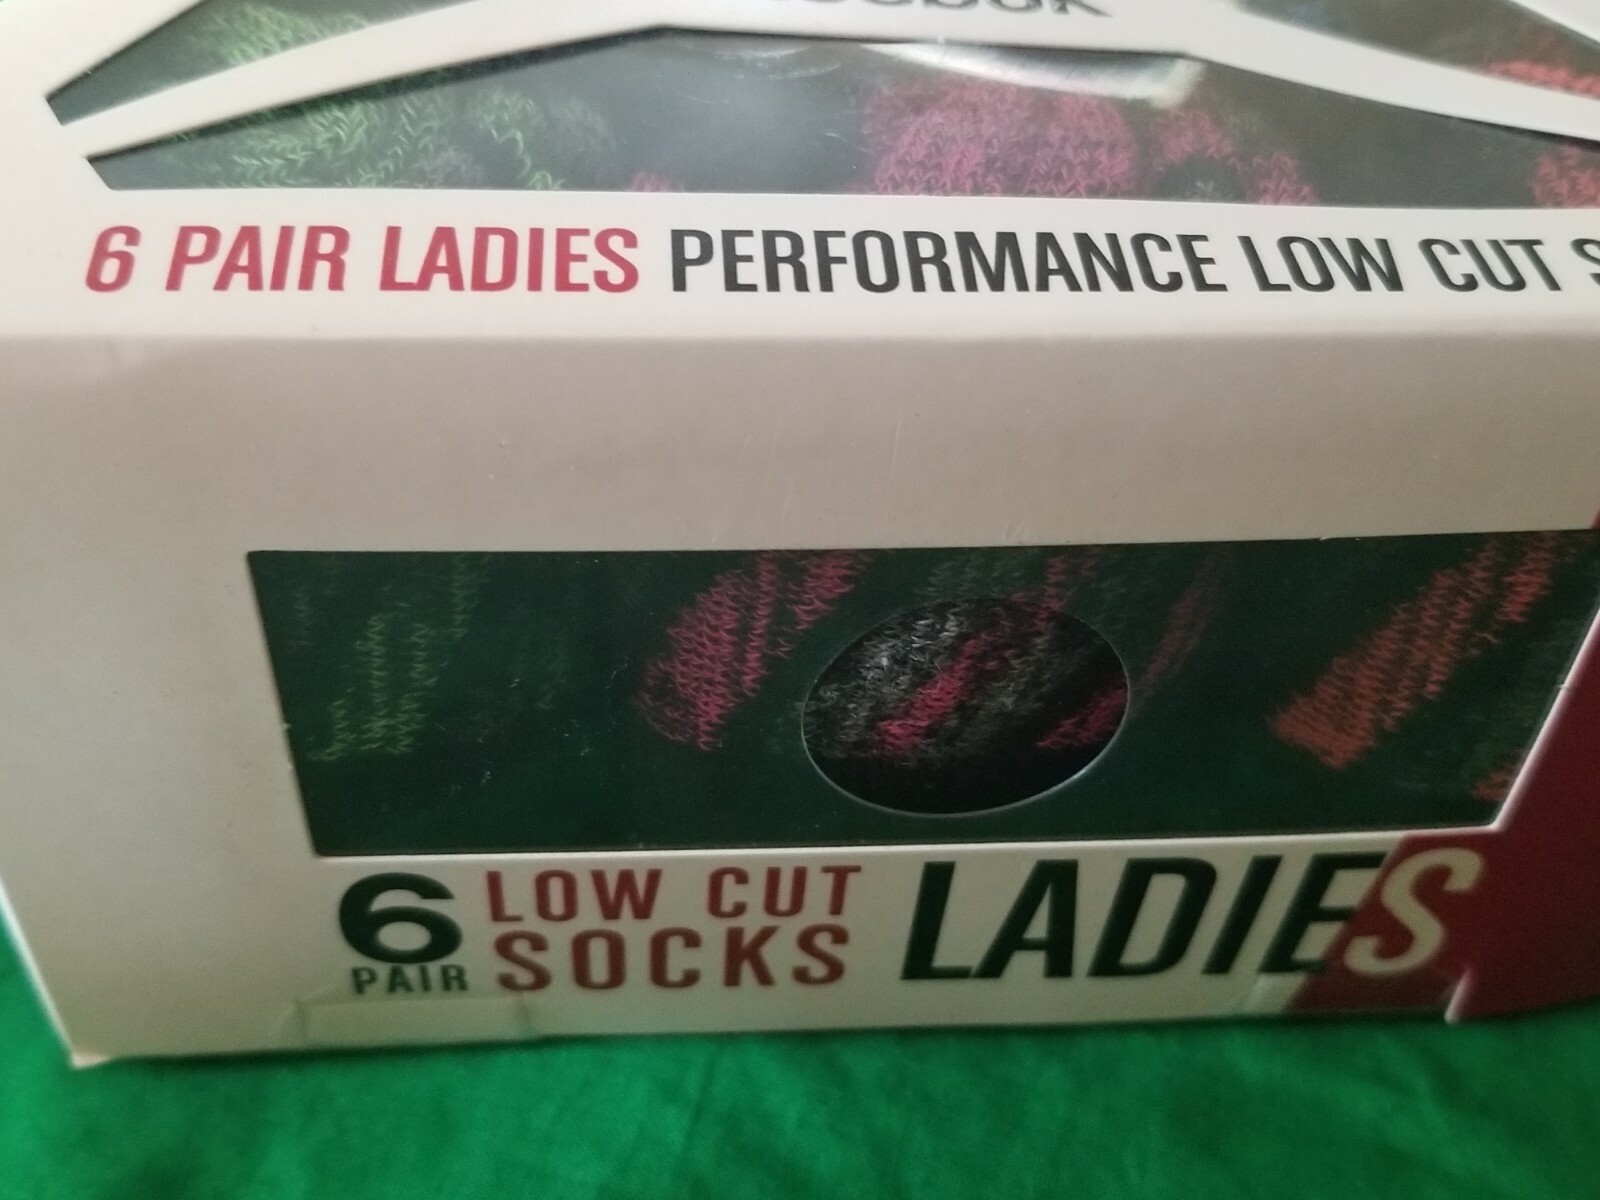 6 PAIR LADIES PERFORMANCE LOW CUT
6 PAIR
LOW CUT
SOCKS
LADIES